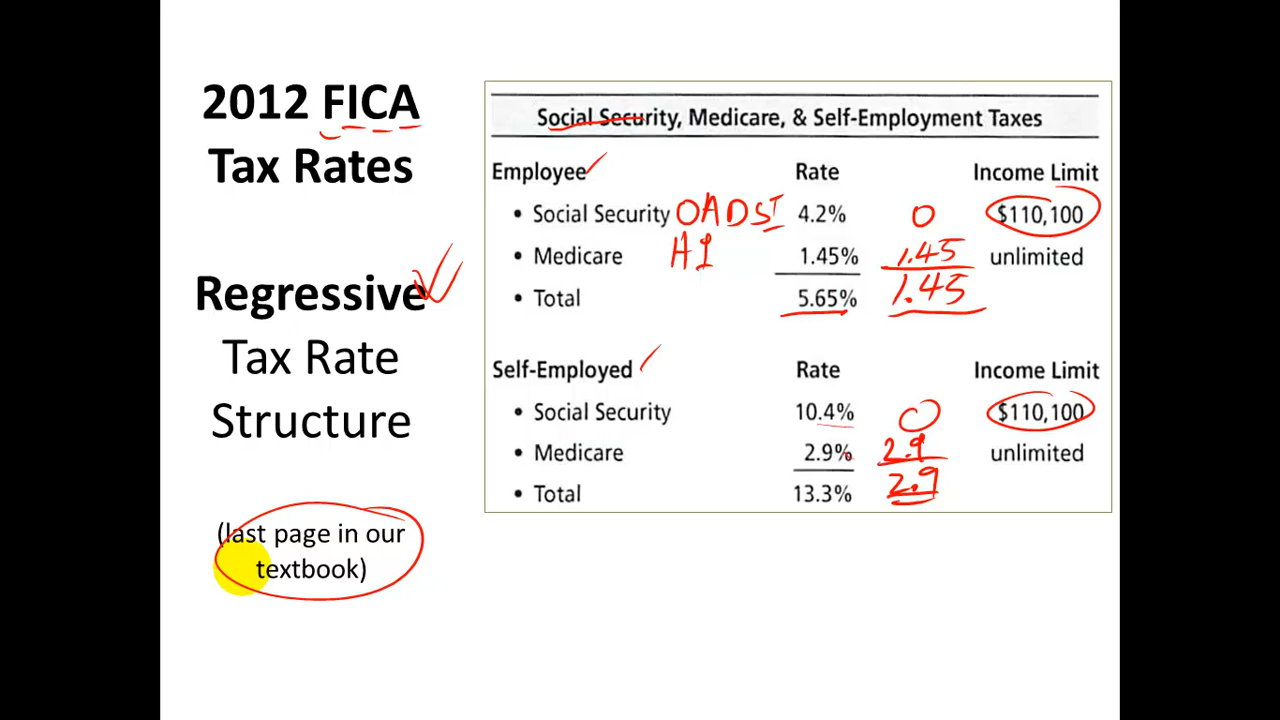 2012 FICA
Tax Rates
Regressive
Tax Rate
Structure
(last page in our
textbook)
Social Security, Medicare, & Self-Employment Taxes
Employee Rate Income Limit
• Social Security OADSI 4.2% 0 $110,100
• Medicare HI 1.45% 1.45 unlimited
• Total 5.65% 1.45
Self-Employed Rate Income Limit
• Social Security 10.4% 0 $110,100
• Medicare 2.9% 2.9 unlimited
• Total 13.3% 2.9